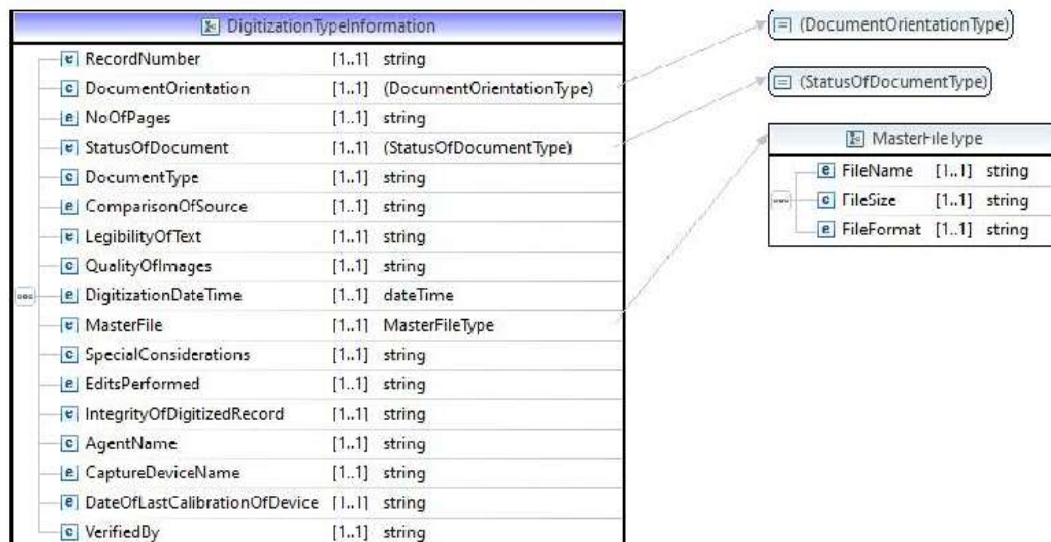 DigitizationTypeInformation
e RecordNumber [1..1] string
e DocumentOrientation [1..1] (DocumentOrientationType)
e NoOfPages [1..1] string
e StatusOfDocument [1..1] (StatusOfDocumentType)
e DocumentType [1..1] string
e ComparisonOfSource [1..1] string
e LegibilityOfText [1..1] string
e QualityOfImages [1..1] string
e DigitizationDateTime [1..1] dateTime
e MasterFile [1..1] MasterFileType
e SpecialConsiderations [1..1] string
e EditsPerformed [1..1] string
e IntegrityOfDigitizedRecord [1..1] string
e AgentName [1..1] string
e CaptureDeviceName [1..1] string
e DateOfLastCalibrationOfDevice [1..1] string
e VerifiedBy [1..1] string
(DocumentOrientationType)
(StatusOfDocumentType)
MasterFileType
e FileName [1..1] string
e FileSize [1..1] string
e FileFormat [1..1] string